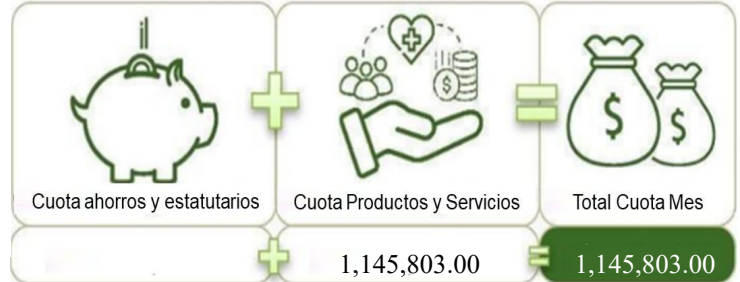 Cuota ahorros y estatutarios
Cuota Productos y Servicios
Total Cuota Mes
+ 1,145,803.00 = 1,145,803.00